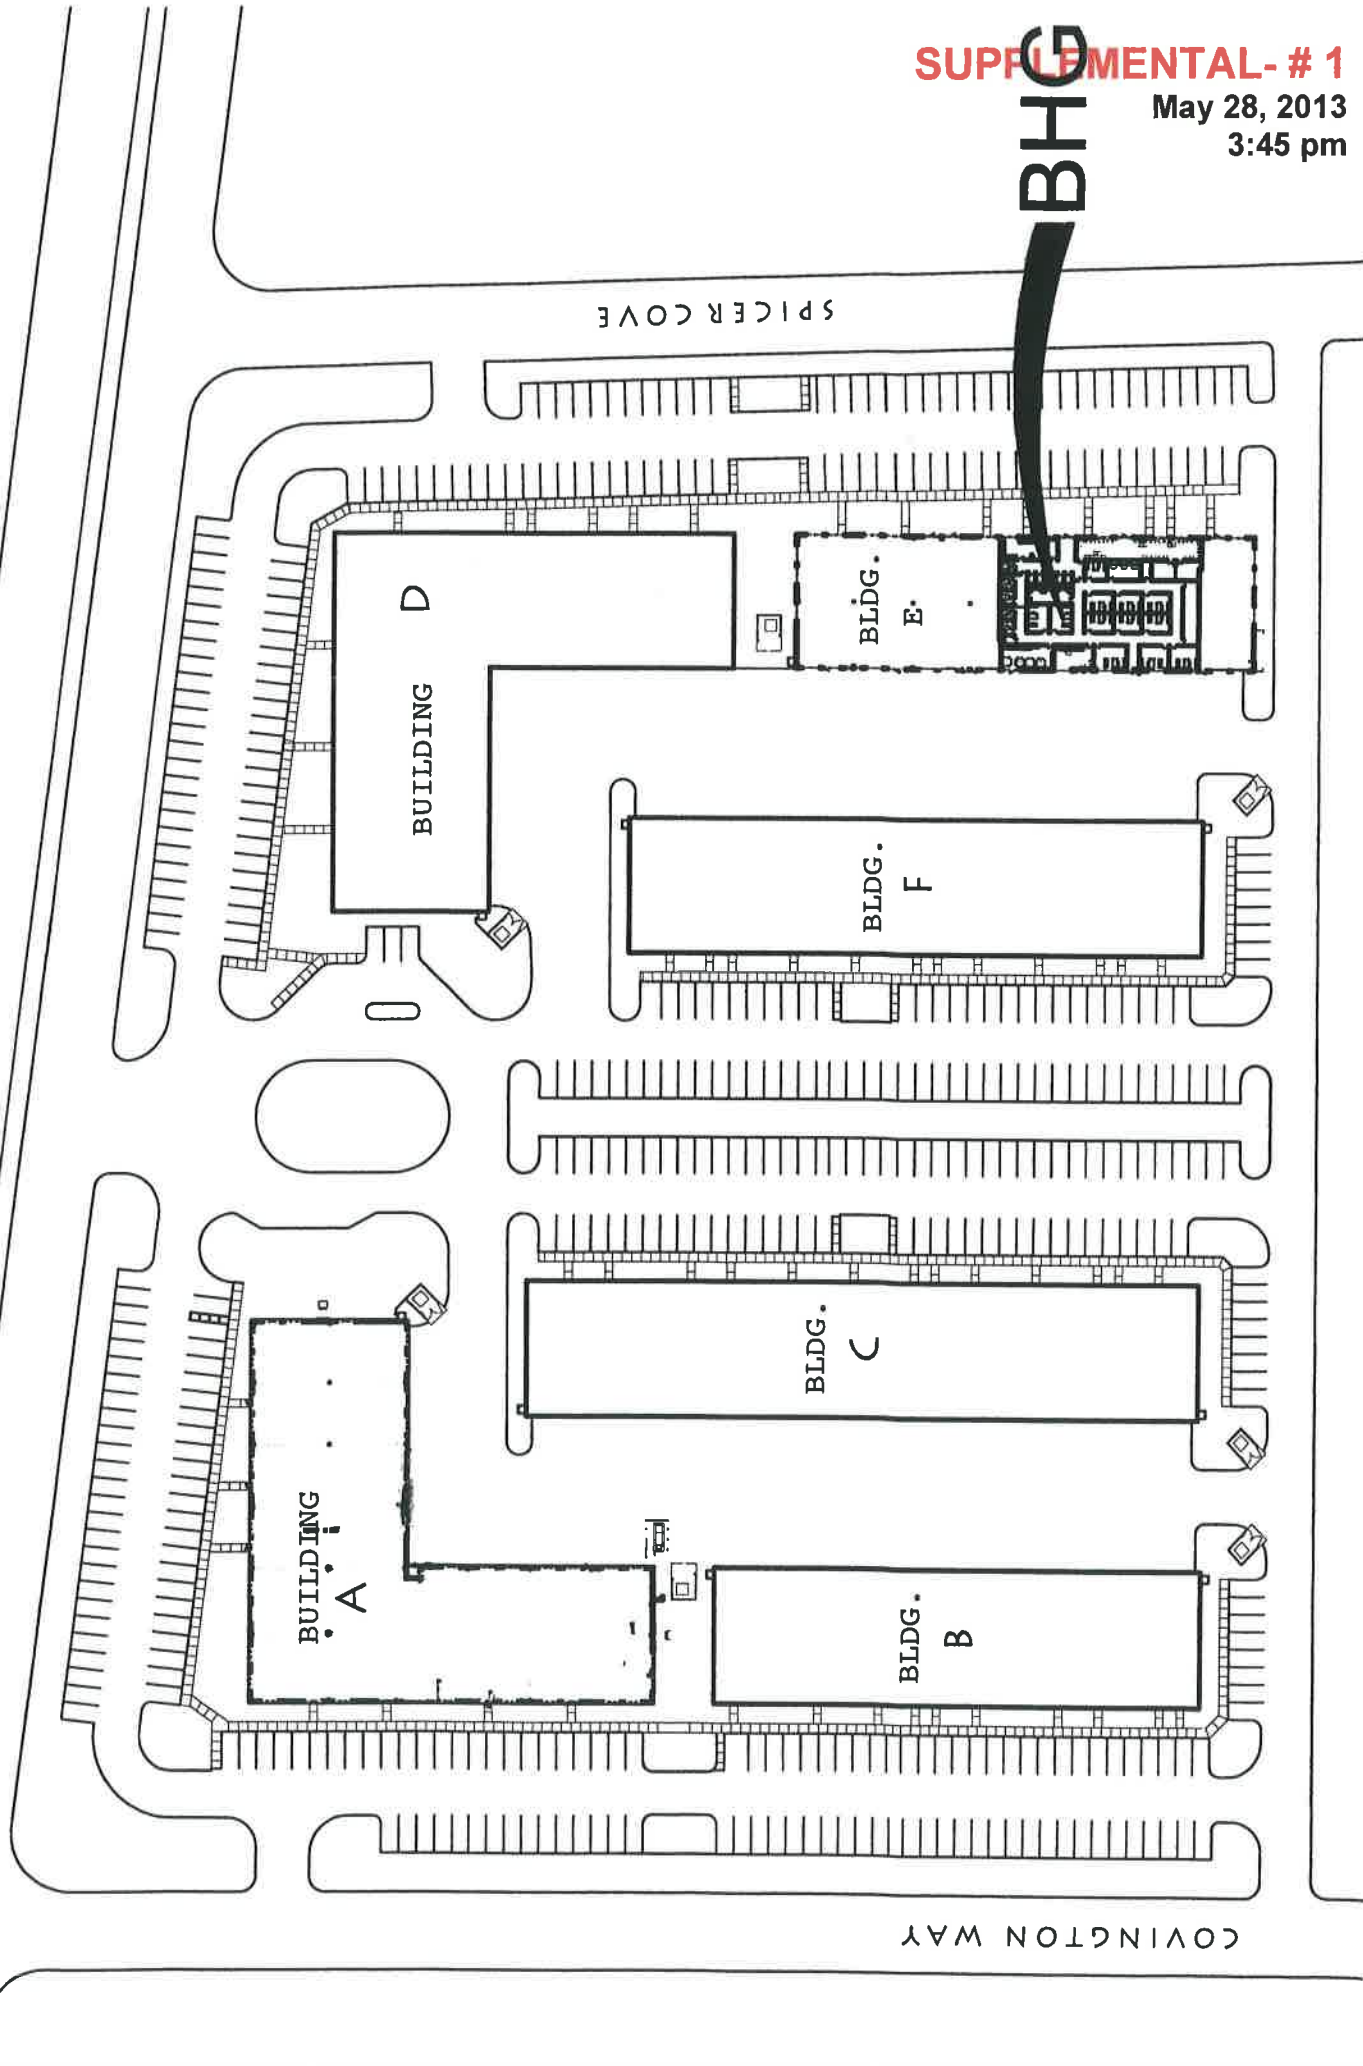 SUPPLEMENTAL- # 1
May 28, 2013
3:45 pm
BHG
SPICER COVE
BUILDING
D
BLDG.
E
BLDG.
F
BLDG.
C
BUILDING
A
BLDG.
B
COVINGTON WAY